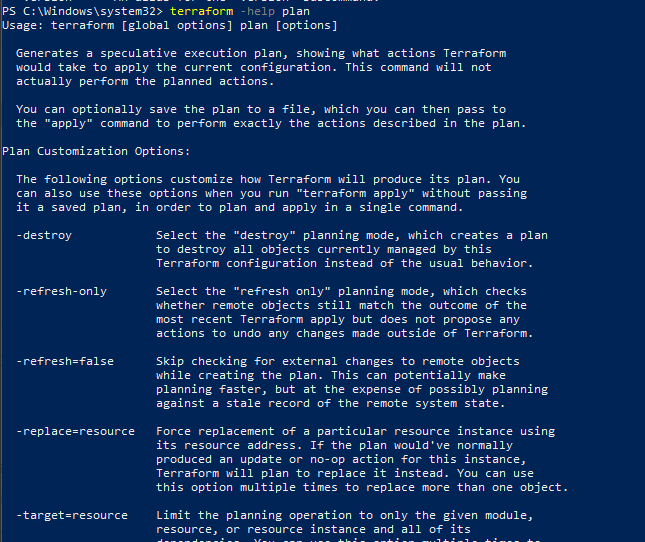 PS C:\Windows\system32> terraform -help plan
Usage: terraform [global options] plan [options]
Generates a speculative execution plan, showing what actions Terraform
would take to apply the current configuration. This command will not
actually perform the planned actions.
You can optionally save the plan to a file, which you can then pass to
the "apply" command to perform exactly the actions described in the plan.
Plan Customization Options:
The following options customize how Terraform will produce its plan. You
can also use these options when you run "terraform apply" without passing
it a saved plan, in order to plan and apply in a single command.
-destroy Select the "destroy" planning mode, which creates a plan
to destroy all objects currently managed by this
Terraform configuration instead of the usual behavior.
-refresh-only Select the "refresh only" planning mode, which checks
whether remote objects still match the outcome of the
most recent Terraform apply but does not propose any
actions to undo any changes made outside of Terraform.
-refresh=false Skip checking for external changes to remote objects
while creating the plan. This can potentially make
planning faster, but at the expense of possibly planning
against a stale record of the remote system state.
-replace=resource Force replacement of a particular resource instance using
its resource address. If the plan would've normally
produced an update or no-op action for this instance,
Terraform will plan to replace it instead. You can use
this option multiple times to replace more than one object.
-target=resource Limit the planning operation to only the given module,
resource, or resource instance and all of its